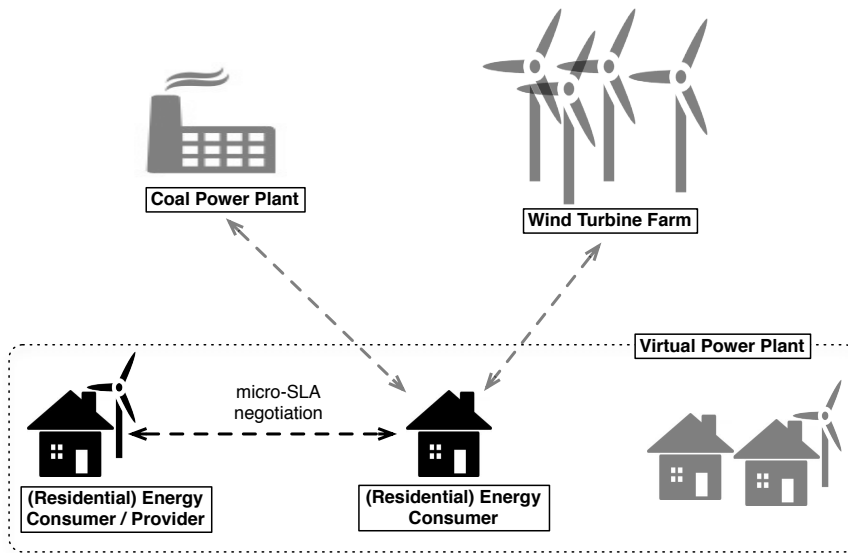 Coal Power Plant
Wind Turbine Farm
Virtual Power Plant
micro-SLA
negotiation
(Residential) Energy
Consumer / Provider
(Residential) Energy
Consumer